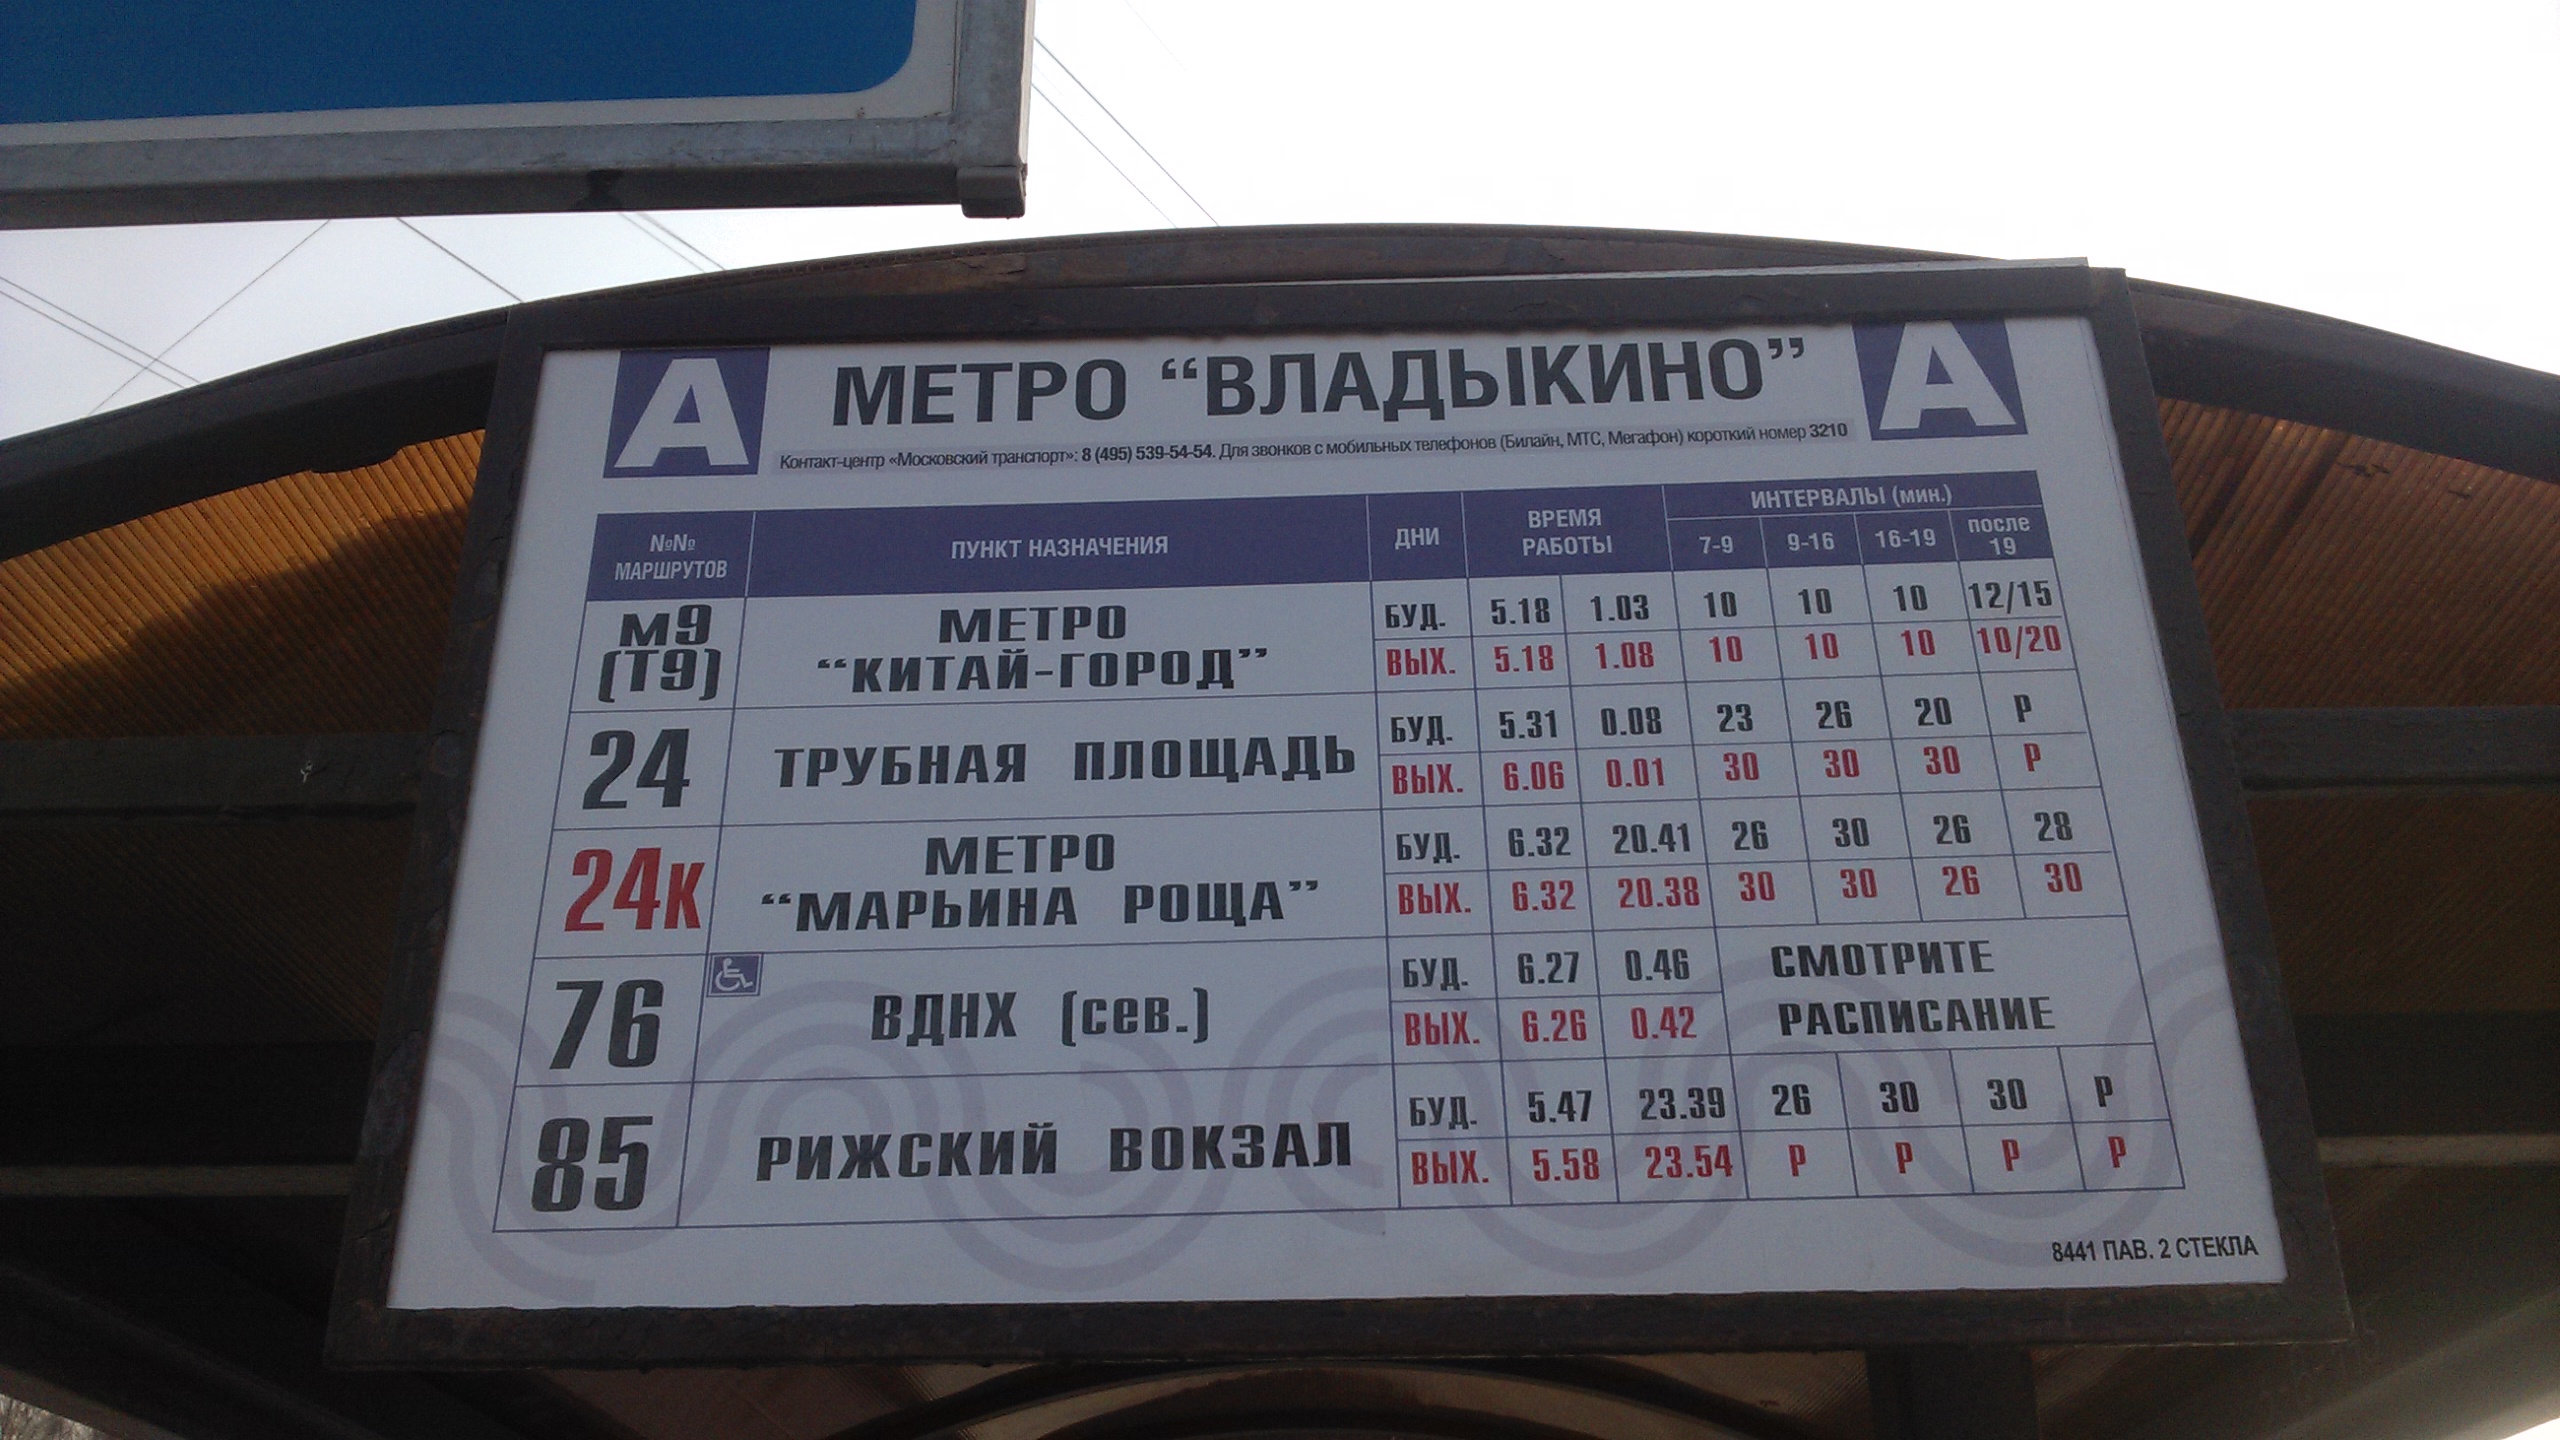 А МЕТРО “ВЛАДЫКИНО” А
Контакт-центр «Московский транспорт»: 8 (495) 539-54-54. Для звонков с мобильных телефонов (Билайн, МТС, Мегафон) короткий номер 3210
№№ МАРШРУТОВ ПУНКТ НАЗНАЧЕНИЯ ДНИ ВРЕМЯ РАБОТЫ ИНТЕРВАЛЫ (мин.)
7-9 9-16 16-19 после 19
М9 (Т9) МЕТРО “КИТАЙ-ГОРОД” БУД. 5.18 1.03 10 10 10 12/15
ВЫХ. 5.18 1.08 10 10 10 10/20
24 ТРУБНАЯ ПЛОЩАДЬ БУД. 5.31 0.08 23 26 20 Р
ВЫХ. 6.06 0.01 30 30 30 Р
24к МЕТРО “МАРЬИНА РОЩА” БУД. 6.32 20.41 26 30 26 28
ВЫХ. 6.32 20.38 30 30 26 30
76 ВДНХ (сев.) БУД. 6.27 0.46 СМОТРИТЕ
ВЫХ. 6.26 0.42 РАСПИСАНИЕ
85 РИЖСКИЙ ВОКЗАЛ БУД. 5.47 23.39 26 30 30 Р
ВЫХ. 5.58 23.54 Р Р Р Р
8441 ПАВ. 2 СТЕКЛА